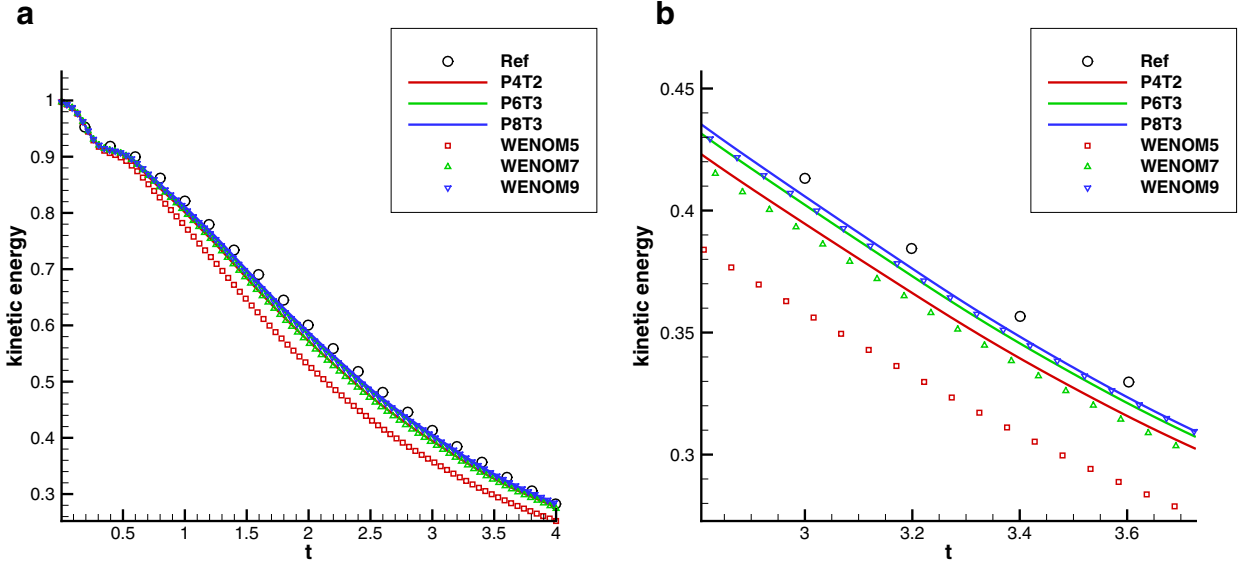 a
Ref
P4T2
P6T3
P8T3
WENOM5
WENOM7
WENOM9
kinetic energy
1
0.9
0.8
0.7
0.6
0.5
0.4
0.3
0.5 1 1.5 2 2.5 3 3.5 4
t
b
Ref
P4T2
P6T3
P8T3
WENOM5
WENOM7
WENOM9
kinetic energy
0.45
0.4
0.35
0.3
3 3.2 3.4 3.6
t